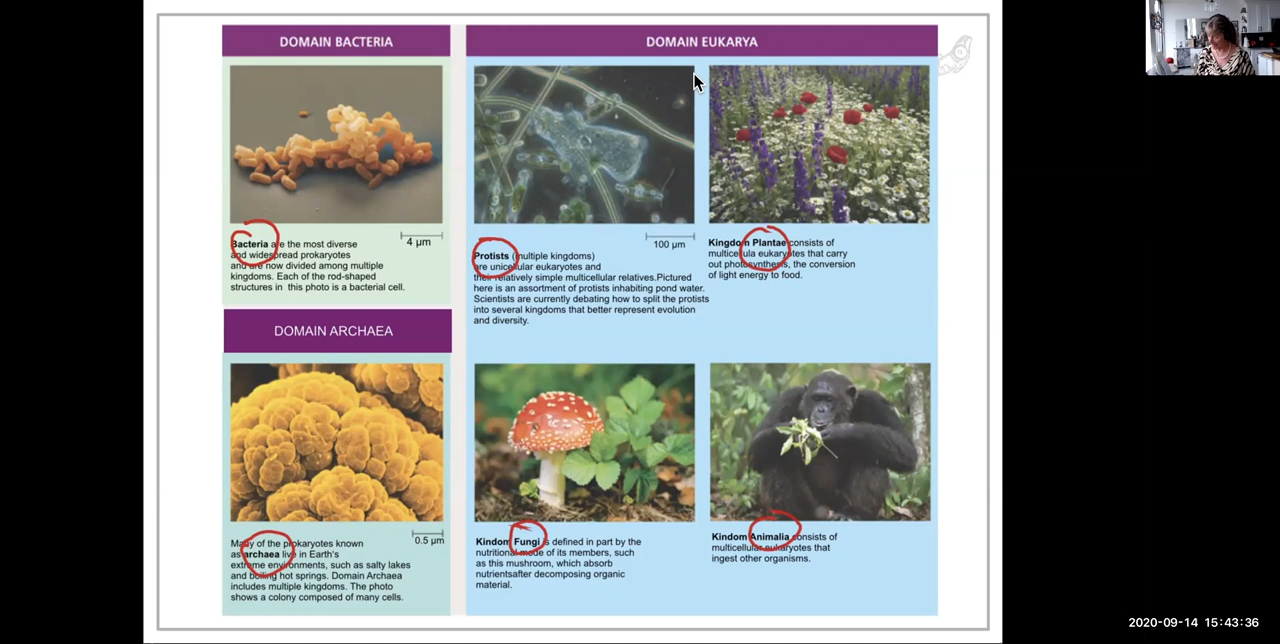 DOMAIN BACTERIA
4 µm
Bacteria are the most diverse
and widespread prokaryotes
and are now divided among multiple
kingdoms. Each of the rod-shaped
structures in this photo is a bacterial cell.
DOMAIN ARCHAEA
0.5 µm
Many of the prokaryotes known
as archaea live in Earth's
extreme environments, such as salty lakes
and boiling hot springs. Domain Archaea
includes multiple kingdoms. The photo
shows a colony composed of many cells.
DOMAIN EUKARYA
100 µm
Protists (multiple kingdoms)
are unicellular eukaryotes and
their relatively simple multicellular relatives.Pictured
here is an assortment of protists inhabiting pond water.
Scientists are currently debating how to split the protists
into several kingdoms that better represent evolution
and diversity.
Kingdom Plantae consists of
multicellula eukaryotes that carry
out photosynthesis, the conversion
of light energy to food.
Kindom Fungi is defined in part by the
nutritional mode of its members, such
as this mushroom, which absorb
nutrientsafter decomposing organic
material.
Kindom Animalia consists of
multicellular eukaryotes that
ingest other organisms.
2020-09-14 15:43:36